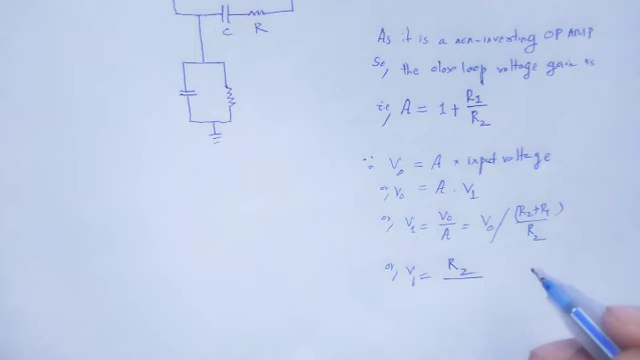 C R
As it is a non-inverting OP AMP
So, the close loop voltage gain is
ie, A = 1 + R1/R2
∵ V0 = A × input voltage
or, V0 = A . V1
or, V1 = V0/A = V0 / (R2+R1)/R2
or, V1 = R2